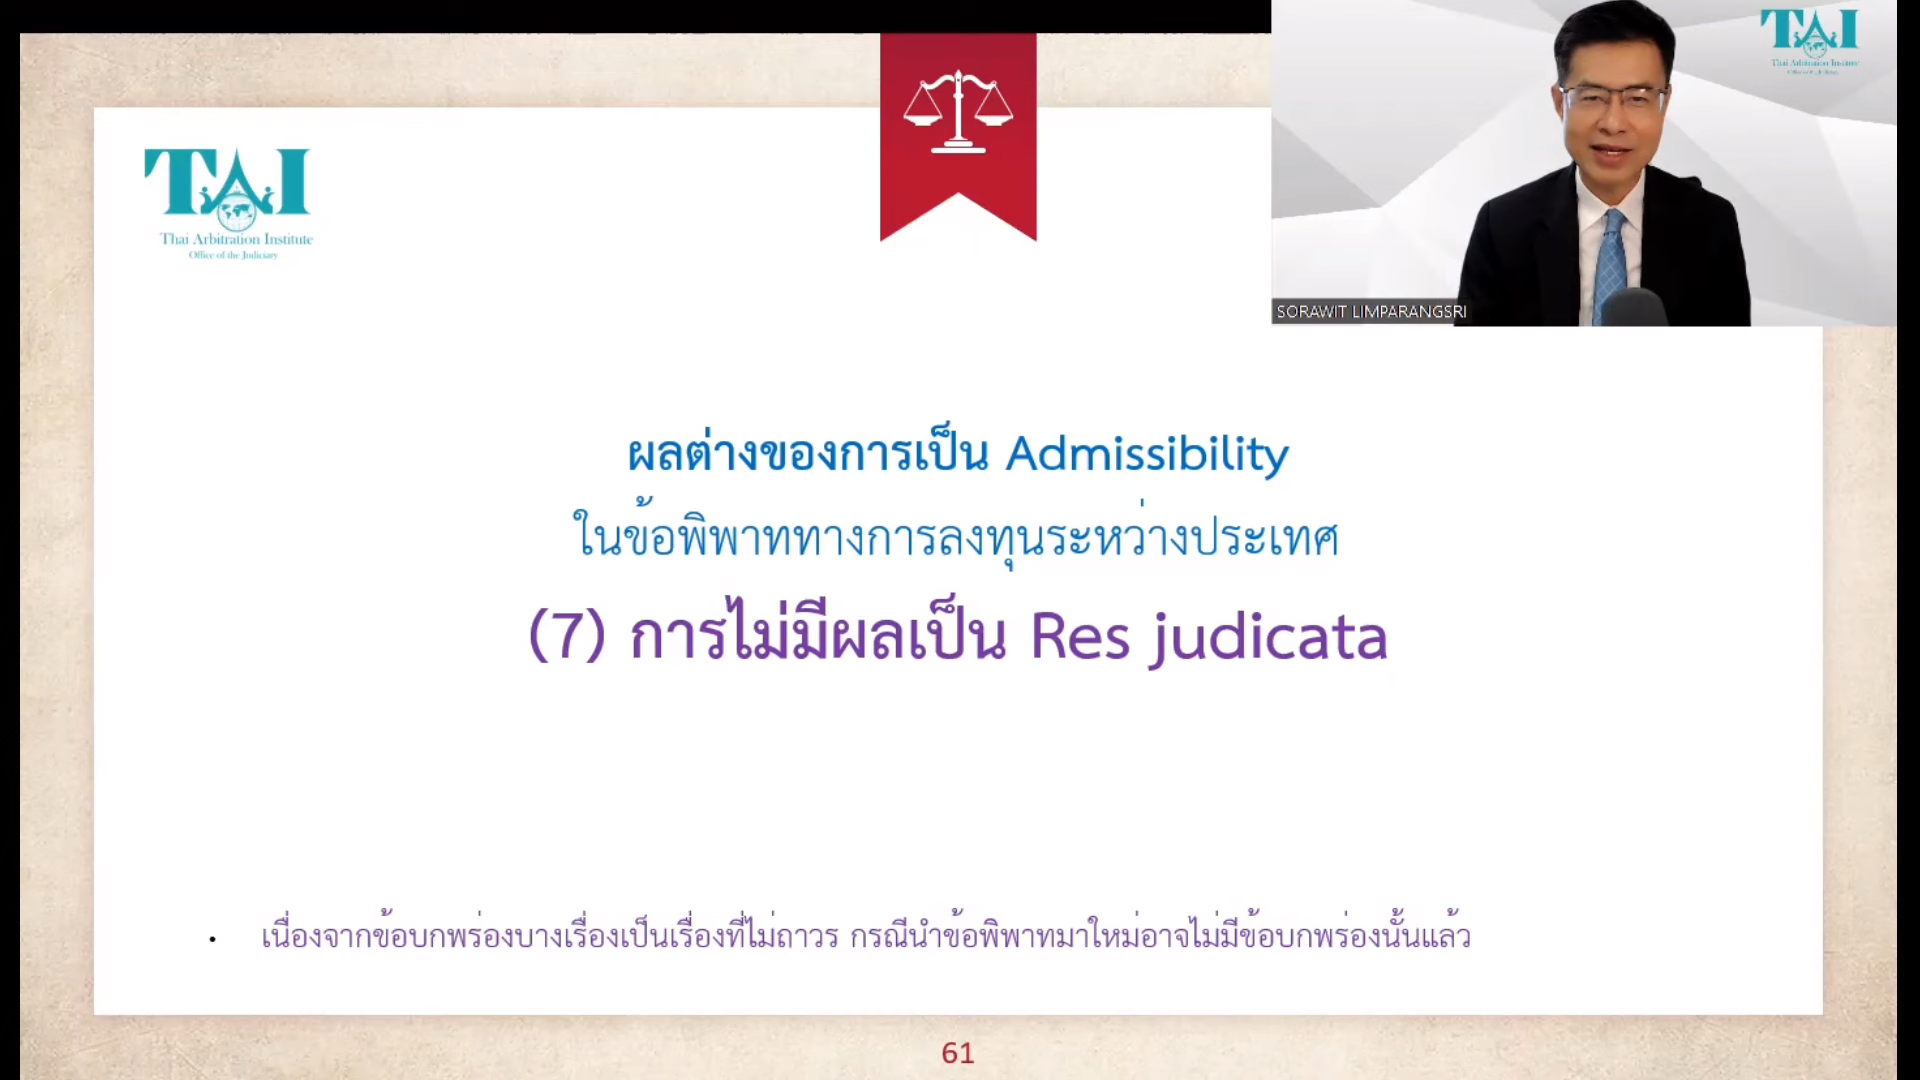 TAI
Thai Arbitration Institute
Office of the Judiciary
TAI
Thai Arbitration Institute
SORAWIT LIMPARANGSRI
ผลต่างของการเป็น Admissibility
ในข้อพิพาททางการลงทุนระหว่างประเทศ
(7) การไม่มีผลเป็น Res judicata
• เนื่องจากข้อบกพร่องบางเรื่องเป็นเรื่องที่ไม่ถาวร กรณีนำข้อพิพาทมาใหม่อาจไม่มีข้อบกพร่องนั้นแล้ว
61